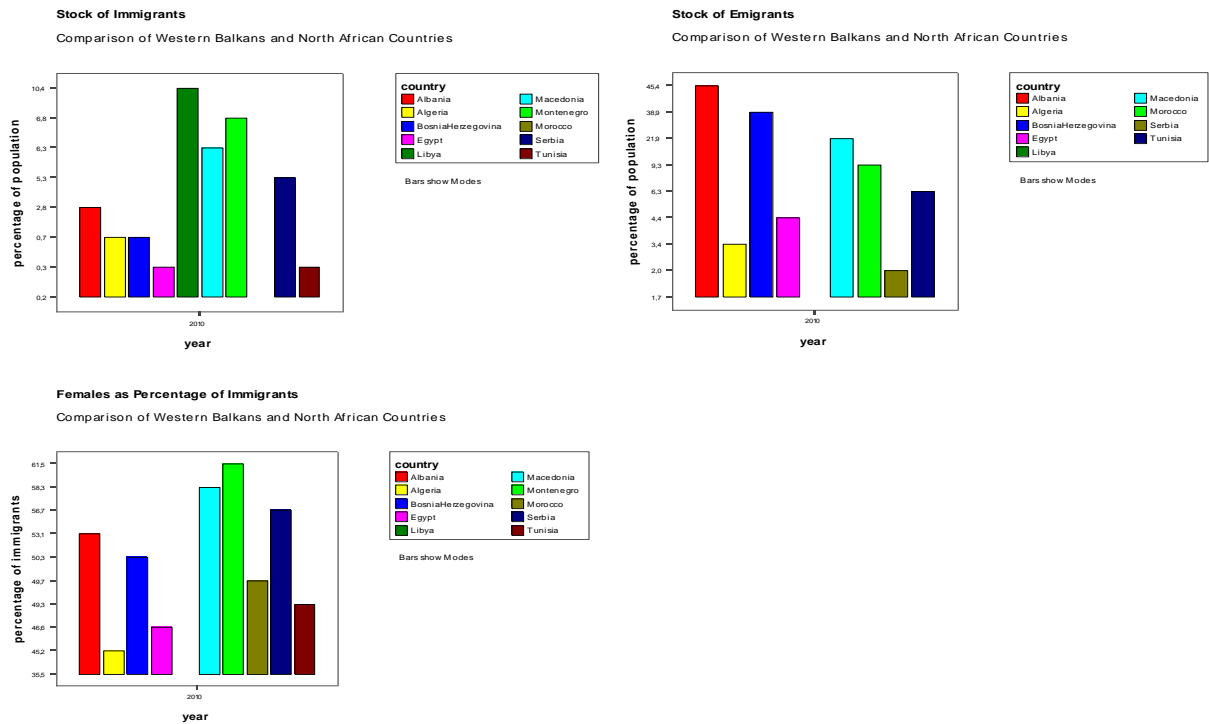 Stock of Immigrants
Comparison of Western Balkans and North African Countries
percentage of population
10,4
8,8
6,3
5,3
2,8
0,7
0,3
0,2
2010
year
country
Albania
Algeria
BosniaHerzegovina
Egypt
Libya
Macedonia
Montenegro
Morocco
Serbia
Tunisia
Bars show Modes
Stock of Emigrants
Comparison of Western Balkans and North African Countries
percentage of population
45,4
38,9
21,9
9,3
6,3
4,4
3,4
2,0
1,7
2010
year
country
Albania
Algeria
BosniaHerzegovina
Egypt
Libya
Macedonia
Morocco
Serbia
Tunisia
Bars show Modes
Females as Percentage of Immigrants
Comparison of Western Balkans and North African Countries
percentage of immigrants
61,5
58,3
56,7
53,1
50,3
49,7
49,3
46,6
45,2
35,5
2010
year
country
Albania
Algeria
BosniaHerzegovina
Egypt
Libya
Macedonia
Montenegro
Morocco
Serbia
Tunisia
Bars show Modes